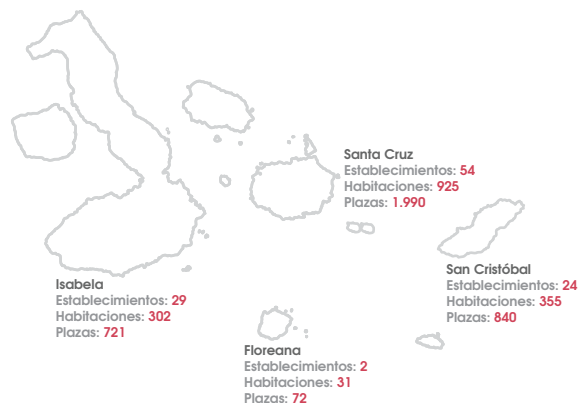 Santa Cruz
Establecimientos: 54
Habitaciones: 925
Plazas: 1.990
San Cristóbal
Establecimientos: 24
Habitaciones: 355
Plazas: 840
Isabela
Establecimientos: 29
Habitaciones: 302
Plazas: 721
Floreana
Establecimientos: 2
Habitaciones: 31
Plazas: 72